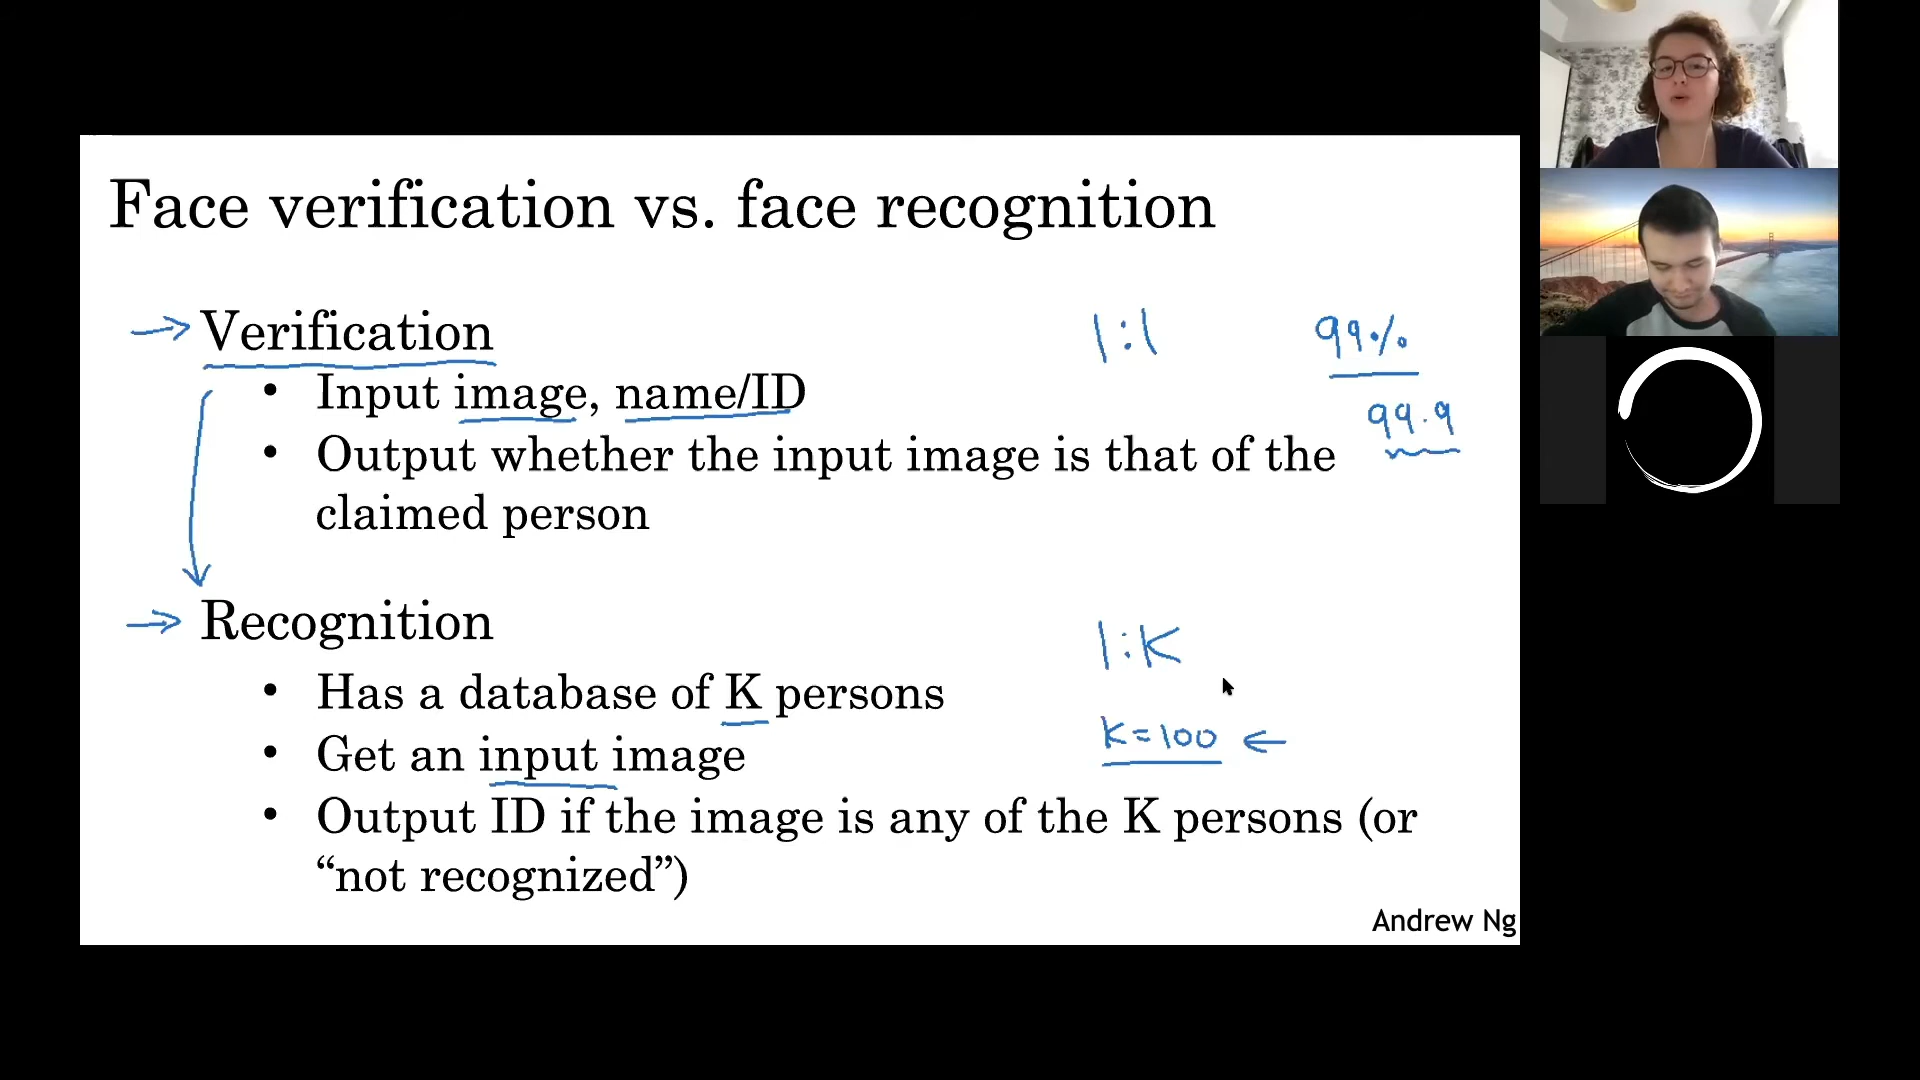 Face verification vs. face recognition
Verification
1:1
99%
• Input image, name/ID
99.9
• Output whether the input image is that of the
claimed person
Recognition
1:K
• Has a database of K persons
K=100
• Get an input image
• Output ID if the image is any of the K persons (or
“not recognized”)
Andrew Ng